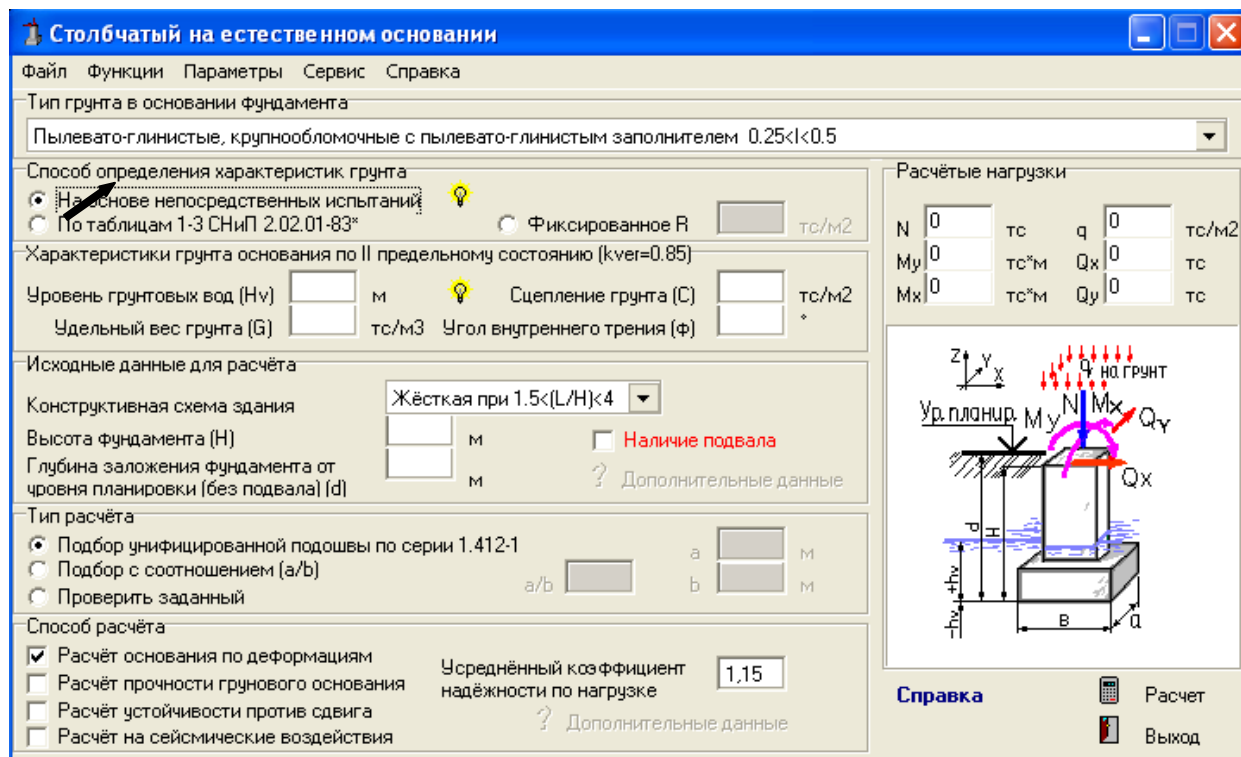 Столбчатый на естественном основании
Файл Функции Параметры Сервис Справка
Тип грунта в основании фундамента
Пылевато-глинистые, крупнообломочные с пылевато-глинистым заполнителем 0.25<I<0.5
Способ определения характеристик грунта
На основе непосредственных испытаний
По таблицам 1-3 СНиП 2.02.01-83* Фиксированное R тс/м2
Характеристики грунта основания по II предельному состоянию (kver=0.85)
Уровень грунтовых вод (Hv) м Сцепление грунта (C) тс/м2
Удельный вес грунта (G) тс/м3 Угол внутреннего трения (φ) °
Исходные данные для расчёта
Конструктивная схема здания Жёсткая при 1.5<(L/H)<4
Высота фундамента (H) м Наличие подвала
Глубина заложения фундамента от
уровня планировки (без подвала) (d) м ? Дополнительные данные
Тип расчёта
Подбор унифицированной подошвы по серии 1.412-1 a м
Подбор с соотношением (a/b) a/b b м
Проверить заданный
Способ расчёта
Расчёт основания по деформациям
Расчёт прочности грунового основания
Расчёт устойчивости против сдвига
Расчёт на сейсмические воздействия
Усреднённый коэффициент
надёжности по нагрузке 1,15
? Дополнительные данные
Расчётые нагрузки
N 0 тс q 0 тс/м2
My 0 тс*м Qx 0 тс
Mx 0 тс*м Qy 0 тс
Z Y X q на грунт
Ур. планир. My N Mx QY
Qx
d H
+hv
-hv B a
Справка Расчет
Выход